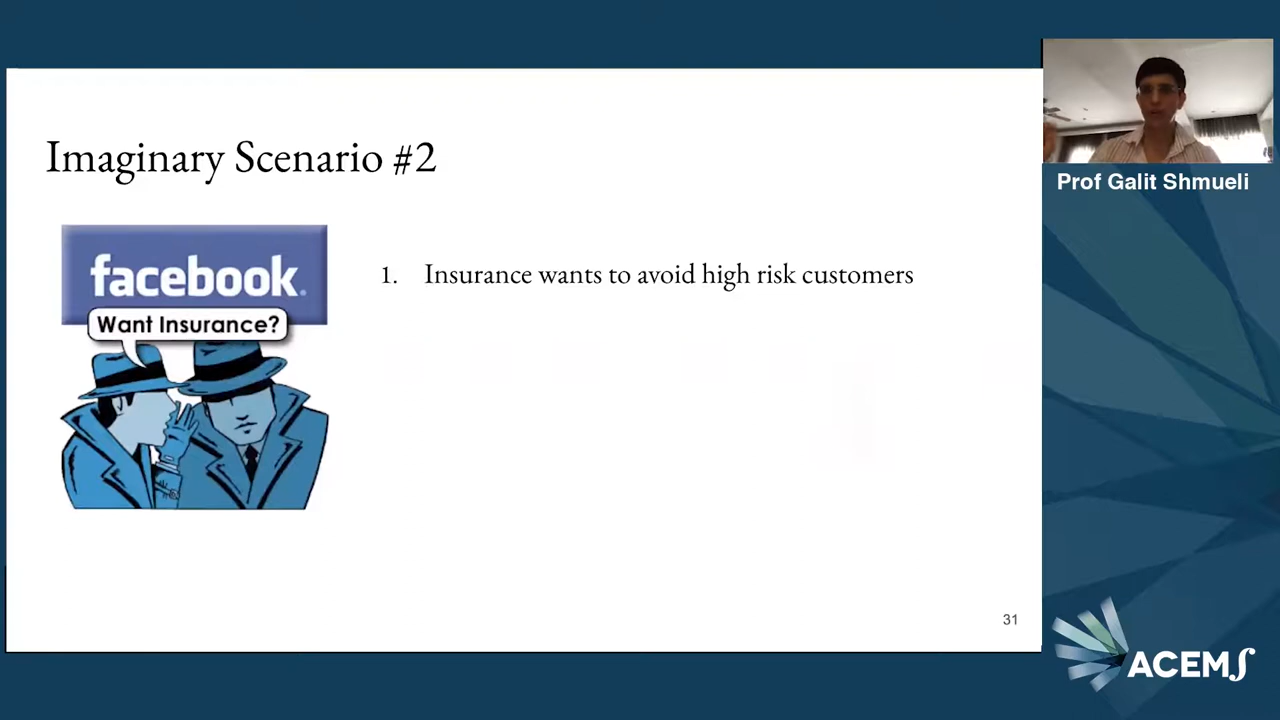 Imaginary Scenario #2
facebook.
Want Insurance?
1. Insurance wants to avoid high risk customers
31
Prof Galit Shmueli
ACEMS